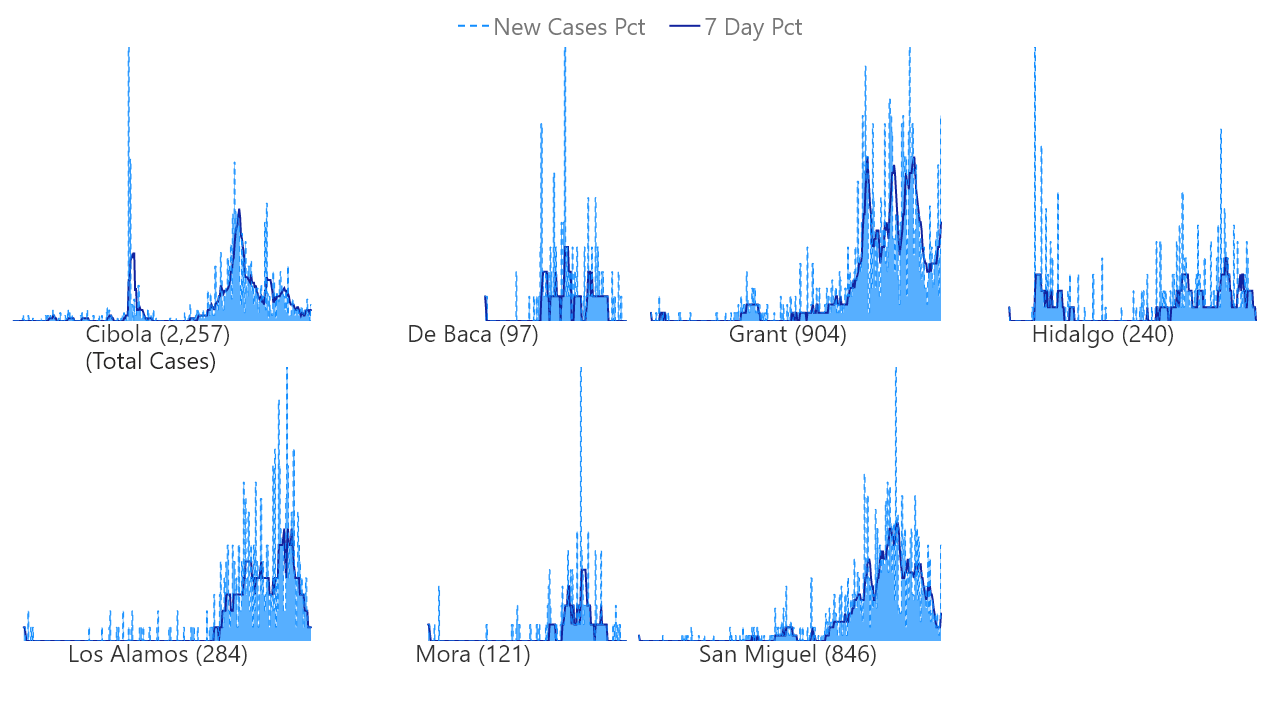 New Cases Pct 7 Day Pct
Cibola (2,257)
(Total Cases)
De Baca (97)
Grant (904)
Hidalgo (240)
Los Alamos (284)
Mora (121)
San Miguel (846)